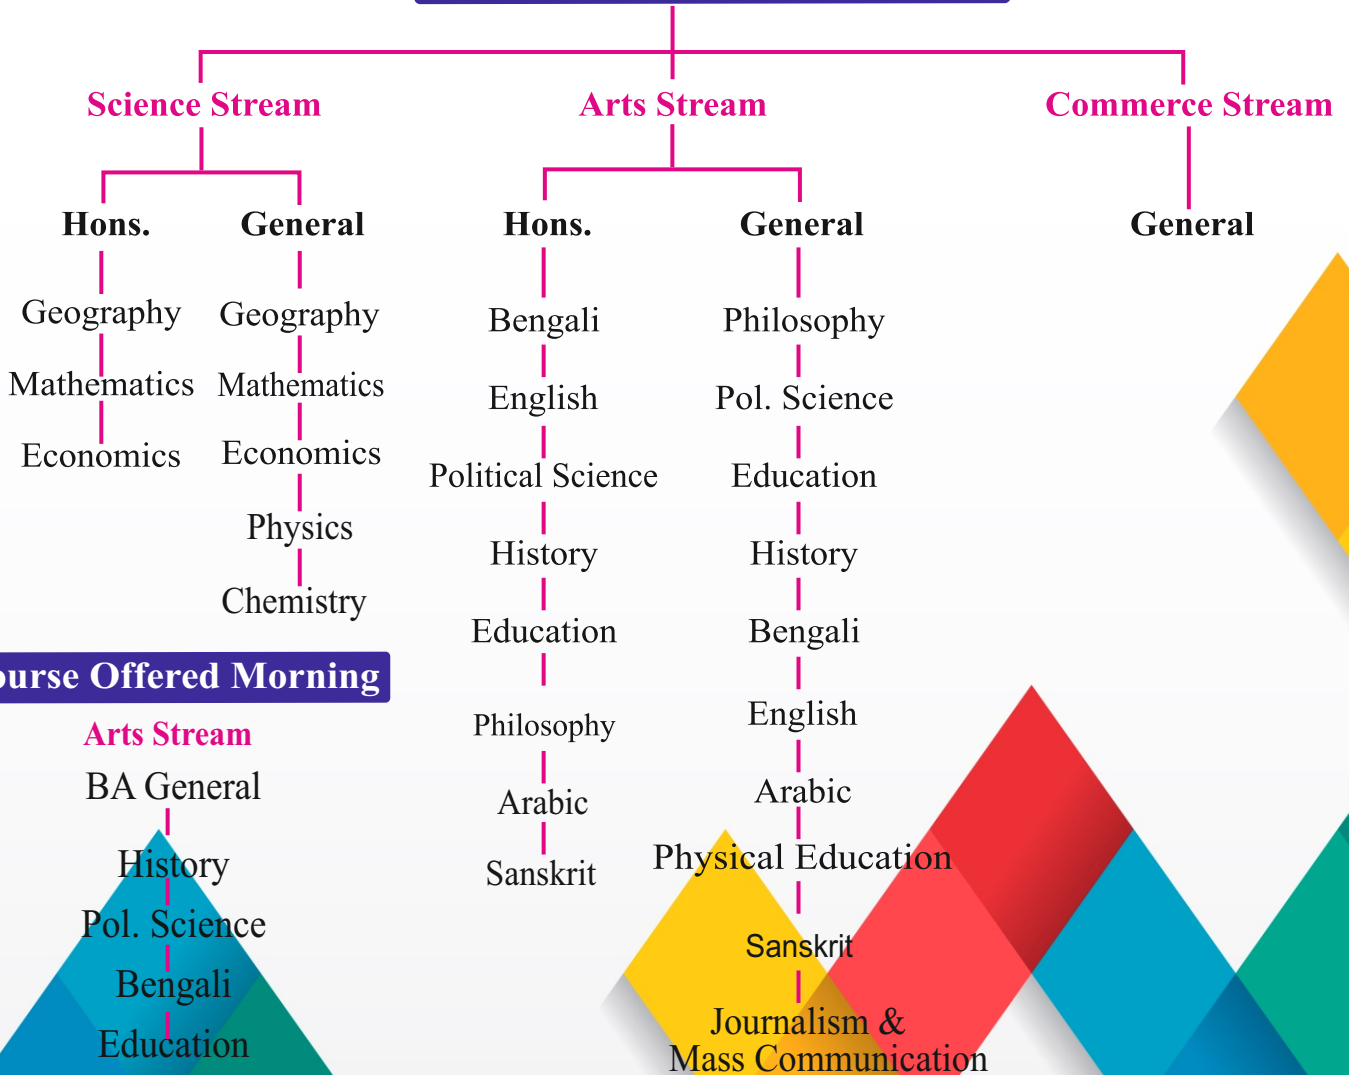 Science Stream
Arts Stream
Commerce Stream
Hons.
General
Hons.
General
General
Geography
Mathematics
Economics
Geography
Mathematics
Economics
Physics
Chemistry
Bengali
English
Political Science
History
Education
Philosophy
Arabic
Sanskrit
Philosophy
Pol. Science
Education
History
Bengali
English
Arabic
Physical Education
Sanskrit
Journalism &
Mass Communication
ourse Offered Morning
Arts Stream
BA General
History
Pol. Science
Bengali
Education